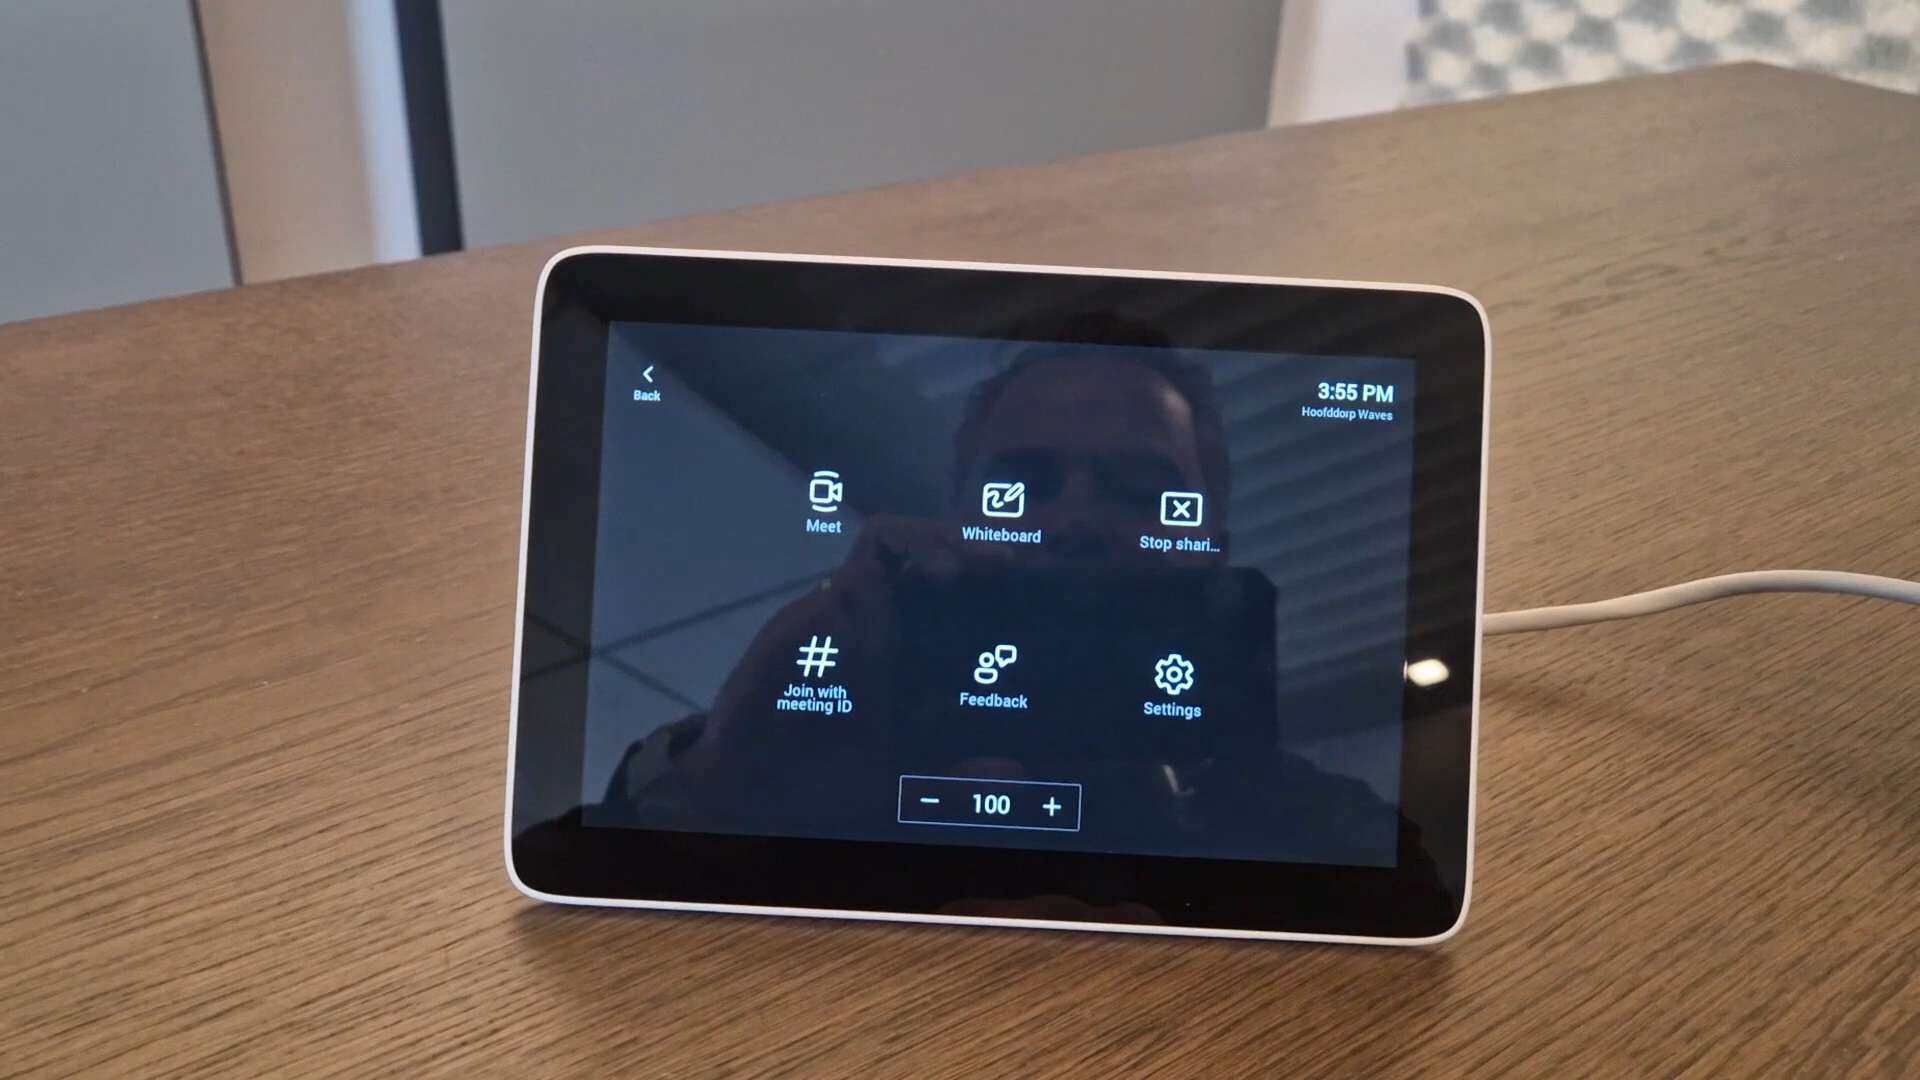 Back
3:55 PM
Hoofddorp Waves
Meet
Whiteboard
Stop shari...
Join with
meeting ID
Feedback
Settings
− 100 +